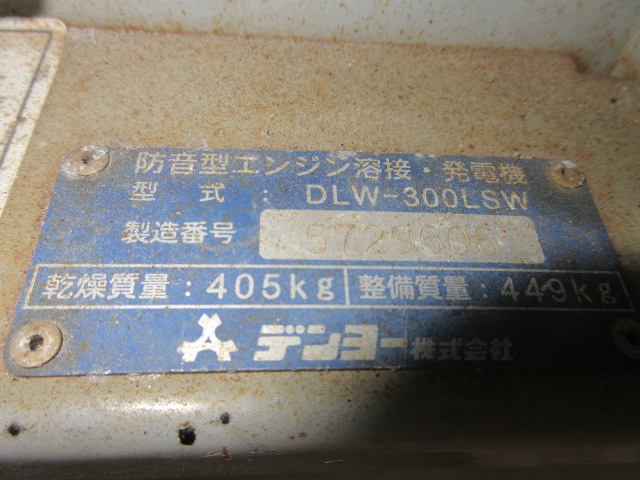 防音型エンジン溶接・発電機
型式：DLW-300LSW
製造番号 5729606
乾燥質量：405kg 整備質量：449kg
デンヨー株式会社